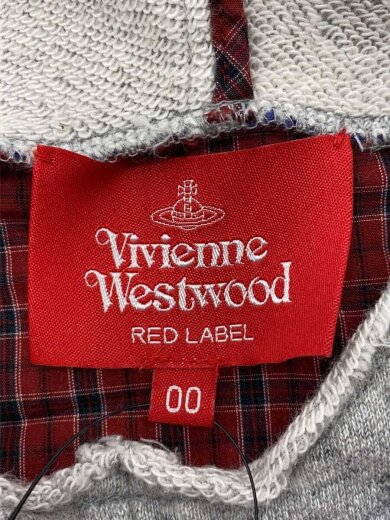 Vivienne
Westwood
RED LABEL
00